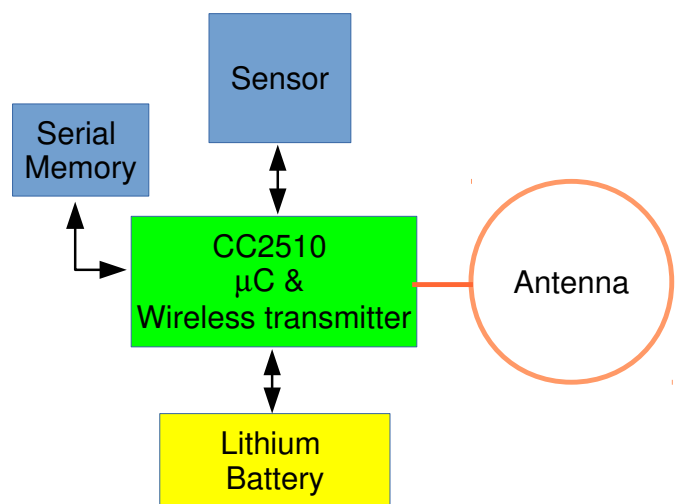 Sensor
Serial
Memory
CC2510
μC &
Wireless transmitter
Antenna
Lithium
Battery